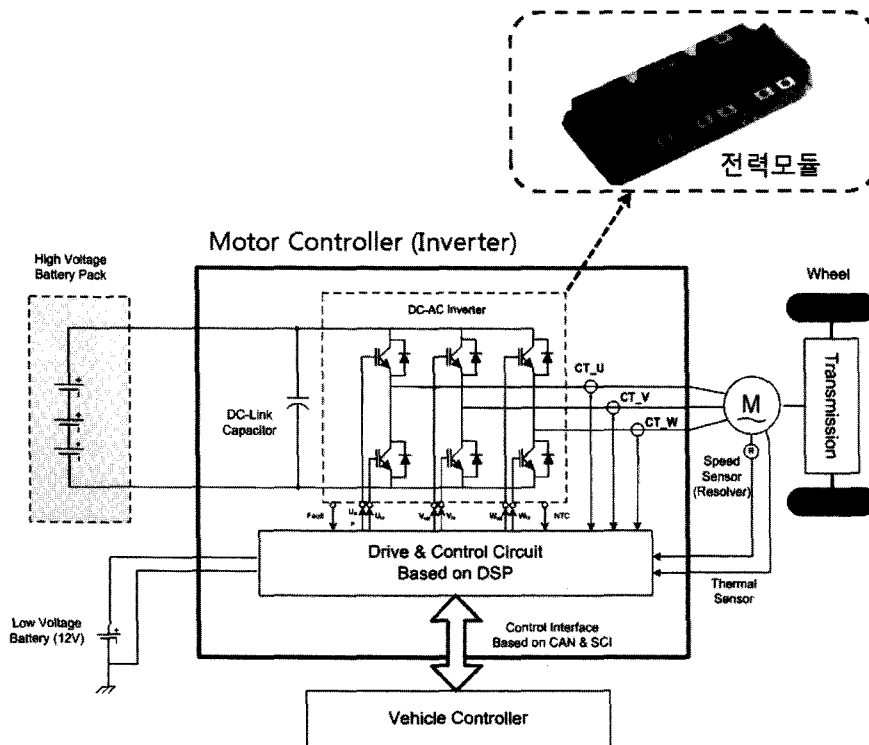 전력모듈
Motor Controller (Inverter)
High Voltage
Battery Pack
Wheel
DC-AC Inverter
CT_U
CT_V
CT_W
DC-Link
Capacitor
M
Transmission
R
Speed
Sensor
(Resolver)
Fault
NTC
Drive & Control Circuit
Based on DSP
Thermal
Sensor
Low Voltage
Battery (12V)
Control Interface
Based on CAN & SCI
Vehicle Controller